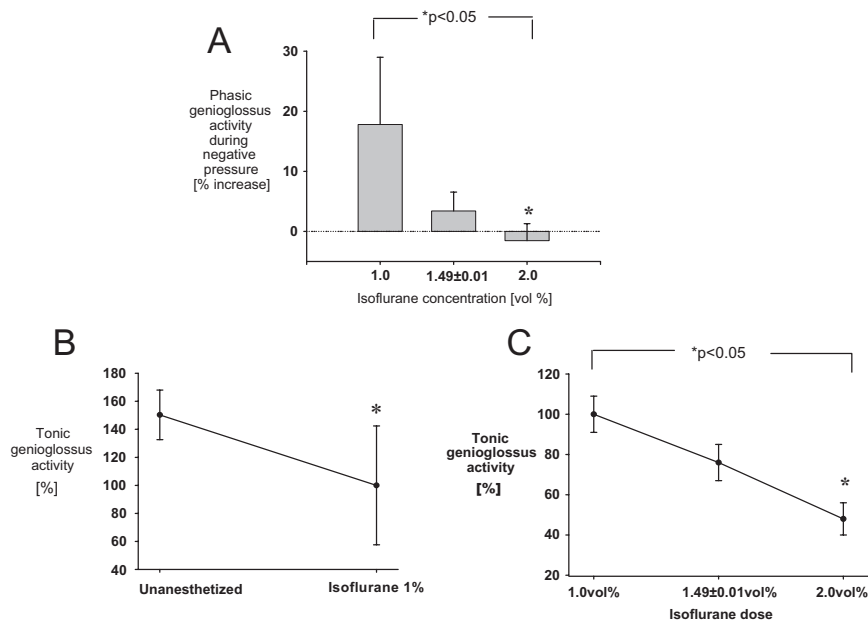 A
*p<0.05
Phasic
genioglossus
activity
during
negative
pressure
[% increase]
30
20
10
0
*
1.0
1.49±0.01
2.0
Isoflurane concentration [vol %]
B
180
160
140
120
100
80
60
40
Tonic
genioglossus
activity
[%]
*
Unanesthetized
Isoflurane 1%
C
*p<0.05
120
100
80
60
40
20
Tonic
genioglossus
activity
[%]
*
1.0vol%
1.49±0.01vol%
2.0vol%
Isoflurane dose